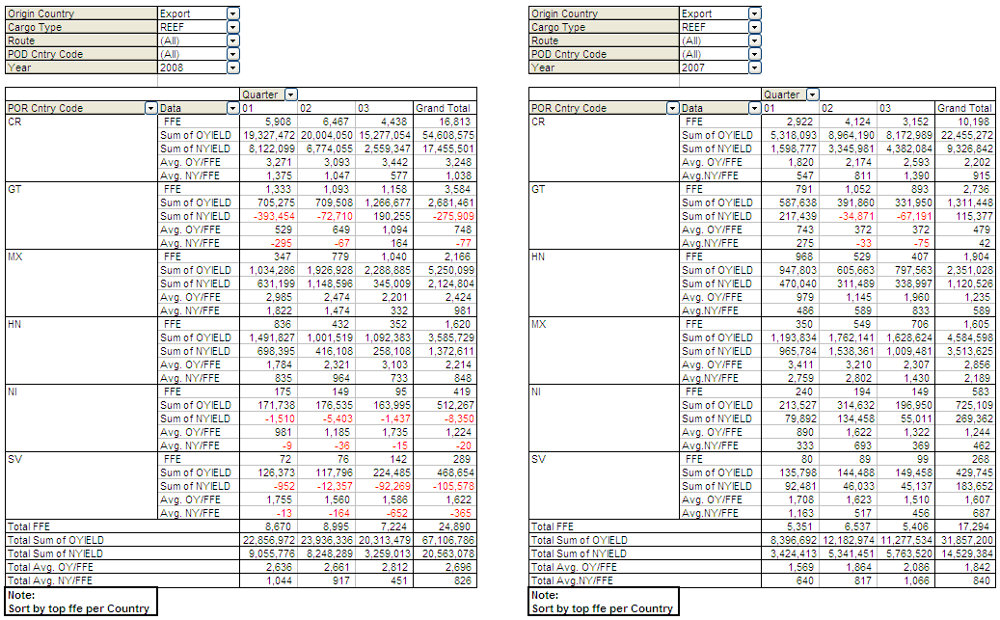 Origin Country Export
Cargo Type REEF
Route (All)
POD Cntry Code (All)
Year 2008
Quarter
POR Cntry Code Data 01 02 03 Grand Total
CR FFE 5,908 6,467 4,438 16,813
Sum of OYIELD 19,327,472 20,004,050 15,277,054 54,608,575
Sum of NYIELD 8,122,099 6,774,055 2,559,347 17,455,501
Avg. OY/FFE 3,271 3,093 3,442 3,248
Avg. NY/FFE 1,375 1,047 577 1,038
GT FFE 1,333 1,093 1,158 3,584
Sum of OYIELD 705,275 709,508 1,266,677 2,681,461
Sum of NYIELD -393,454 -72,710 190,255 -275,909
Avg. OY/FFE 529 649 1,094 748
Avg. NY/FFE -295 -67 164 -77
MX FFE 347 779 1,040 2,166
Sum of OYIELD 1,034,286 1,926,928 2,288,885 5,250,099
Sum of NYIELD 631,199 1,148,596 345,009 2,124,804
Avg. OY/FFE 2,985 2,474 2,201 2,424
Avg. NY/FFE 1,822 1,474 332 981
HN FFE 836 432 352 1,620
Sum of OYIELD 1,491,827 1,001,519 1,092,383 3,585,729
Sum of NYIELD 698,395 416,108 258,108 1,372,611
Avg. OY/FFE 1,784 2,321 3,103 2,214
Avg. NY/FFE 835 964 733 848
NI FFE 175 149 95 419
Sum of OYIELD 171,738 176,535 163,995 512,267
Sum of NYIELD -1,510 -5,403 -1,437 -8,350
Avg. OY/FFE 981 1,185 1,735 1,224
Avg. NY/FFE -9 -36 -15 -20
SV FFE 72 76 142 289
Sum of OYIELD 126,373 117,796 224,485 468,654
Sum of NYIELD -952 -12,357 -92,269 -105,578
Avg. OY/FFE 1,755 1,560 1,586 1,622
Avg. NY/FFE -13 -164 -652 -365
Total FFE 8,670 8,995 7,224 24,890
Total Sum of OYIELD 22,856,972 23,936,336 20,313,479 67,106,786
Total Sum of NYIELD 9,055,776 8,248,289 3,259,013 20,563,078
Total Avg. OY/FFE 2,636 2,661 2,812 2,696
Total Avg. NY/FFE 1,044 917 451 826
Note:
Sort by top ffe per Country
Origin Country Export
Cargo Type REEF
Route (All)
POD Cntry Code (All)
Year 2007
Quarter
POR Cntry Code Data 01 02 03 Grand Total
CR FFE 2,922 4,124 3,152 10,198
Sum of OYIELD 5,318,093 8,964,190 8,172,989 22,455,272
Sum of NYIELD 1,598,777 3,345,981 4,382,084 9,326,842
Avg. OY/FFE 1,820 2,174 2,593 2,202
Avg.NY/FFE 547 811 1,390 915
GT FFE 791 1,052 893 2,736
Sum of OYIELD 587,638 391,860 331,950 1,311,448
Sum of NYIELD 217,439 -34,871 -67,191 115,377
Avg. OY/FFE 743 372 372 479
Avg.NY/FFE 275 -33 -75 42
HN FFE 968 529 407 1,904
Sum of OYIELD 947,803 605,663 797,563 2,351,028
Sum of NYIELD 470,040 311,489 338,997 1,120,526
Avg. OY/FFE 979 1,145 1,960 1,235
Avg.NY/FFE 486 589 833 589
MX FFE 350 549 706 1,605
Sum of OYIELD 1,193,834 1,762,141 1,628,624 4,584,598
Sum of NYIELD 965,784 1,538,361 1,009,481 3,513,625
Avg. OY/FFE 3,411 3,210 2,307 2,856
Avg.NY/FFE 2,759 2,802 1,430 2,189
NI FFE 240 194 149 583
Sum of OYIELD 213,527 314,632 196,950 725,109
Sum of NYIELD 79,892 134,458 55,011 269,362
Avg. OY/FFE 890 1,622 1,322 1,244
Avg.NY/FFE 333 693 369 462
SV FFE 80 89 99 268
Sum of OYIELD 135,798 144,488 149,458 429,745
Sum of NYIELD 92,481 46,033 45,137 183,652
Avg. OY/FFE 1,708 1,623 1,510 1,607
Avg.NY/FFE 1,163 517 456 687
Total FFE 5,351 6,537 5,406 17,294
Total Sum of OYIELD 8,396,692 12,182,974 11,277,534 31,857,200
Total Sum of NYIELD 3,424,413 5,341,451 5,763,520 14,529,384
Total Avg. OY/FFE 1,569 1,864 2,086 1,842
Total Avg.NY/FFE 640 817 1,066 840
Note:
Sort by top ffe per Country